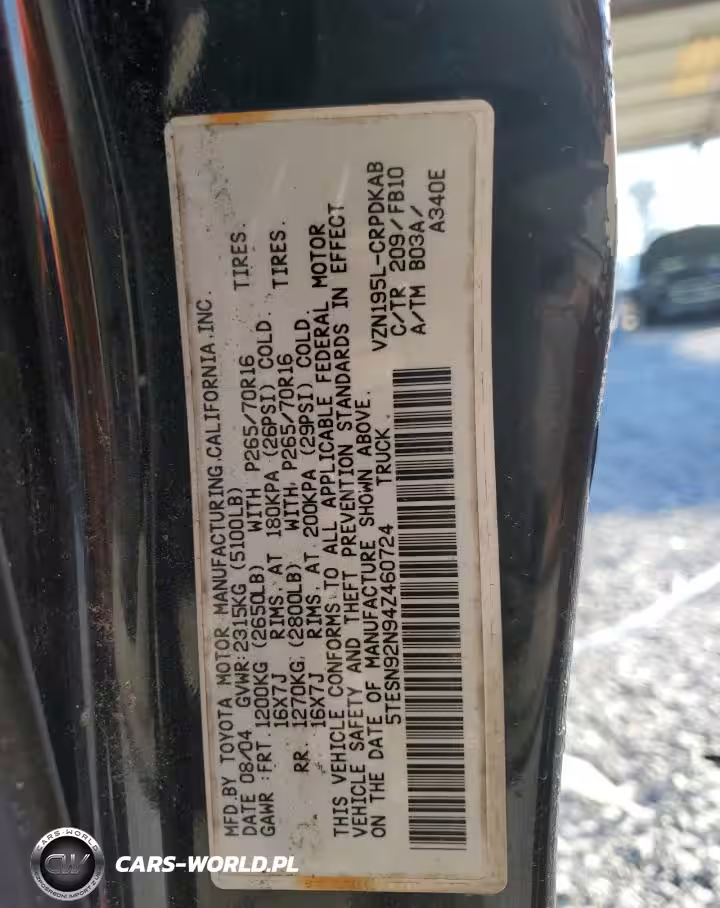 MFD.BY TOYOTA MOTOR MANUFACTURING,CALIFORNIA,INC.
DATE 08/04 GVWR:2315KG (5100LB)
GAWR :FRT.1200KG (2650LB) WITH P265/70R16 TIRES.
16X7J RIMS. AT 180KPA (26PSI) COLD.
RR. 1270KG. (2800LB) WITH. P265/70R16 TIRES.
16X7J RIMS. AT 200KPA (29PSI) COLD.
THIS VEHICLE CONFORMS TO ALL APPLICABLE FEDERAL MOTOR
VEHICLE SAFETY AND THEFT PREVENTION STANDARDS IN EFFECT
ON THE DATE OF MANUFACTURE SHOWN ABOVE.
5TESN92N94Z460724 TRUCK
VZN195L-CRPDKAB
C/TR 209/FB10
A/TM B03A/
A340E
CARS-WORLD
CW
CARS-WORLD.PL